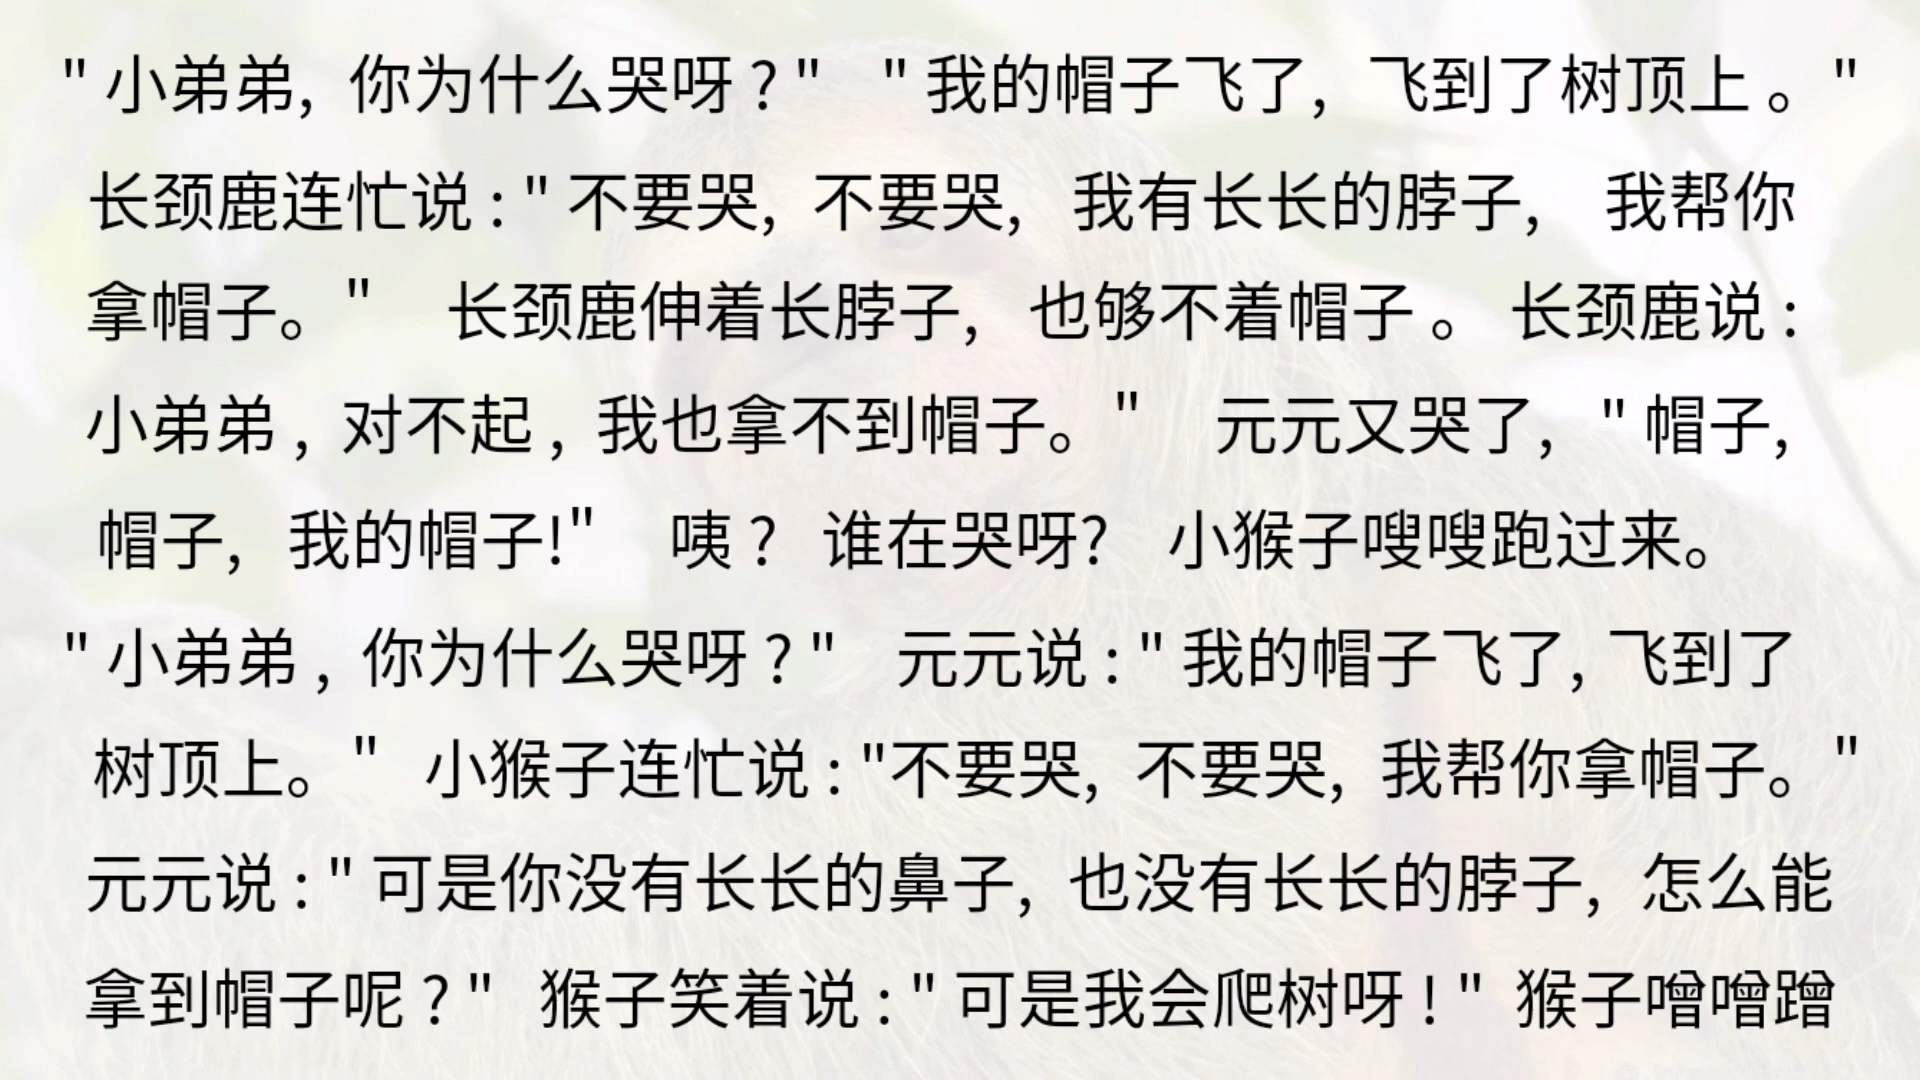 "小弟弟, 你为什么哭呀?" "我的帽子飞了, 飞到了树顶上。"
长颈鹿连忙说:"不要哭, 不要哭, 我有长长的脖子, 我帮你
拿帽子。" 长颈鹿伸着长脖子, 也够不着帽子。 长颈鹿说:
小弟弟, 对不起, 我也拿不到帽子。" 元元又哭了, "帽子,
帽子, 我的帽子!" 咦? 谁在哭呀? 小猴子嗖嗖跑过来。
"小弟弟, 你为什么哭呀?" 元元说:"我的帽子飞了, 飞到了
树顶上。" 小猴子连忙说:"不要哭, 不要哭, 我帮你拿帽子。"
元元说:"可是你没有长长的鼻子, 也没有长长的脖子, 怎么能
拿到帽子呢?" 猴子笑着说:"可是我会爬树呀!" 猴子噌噌蹭